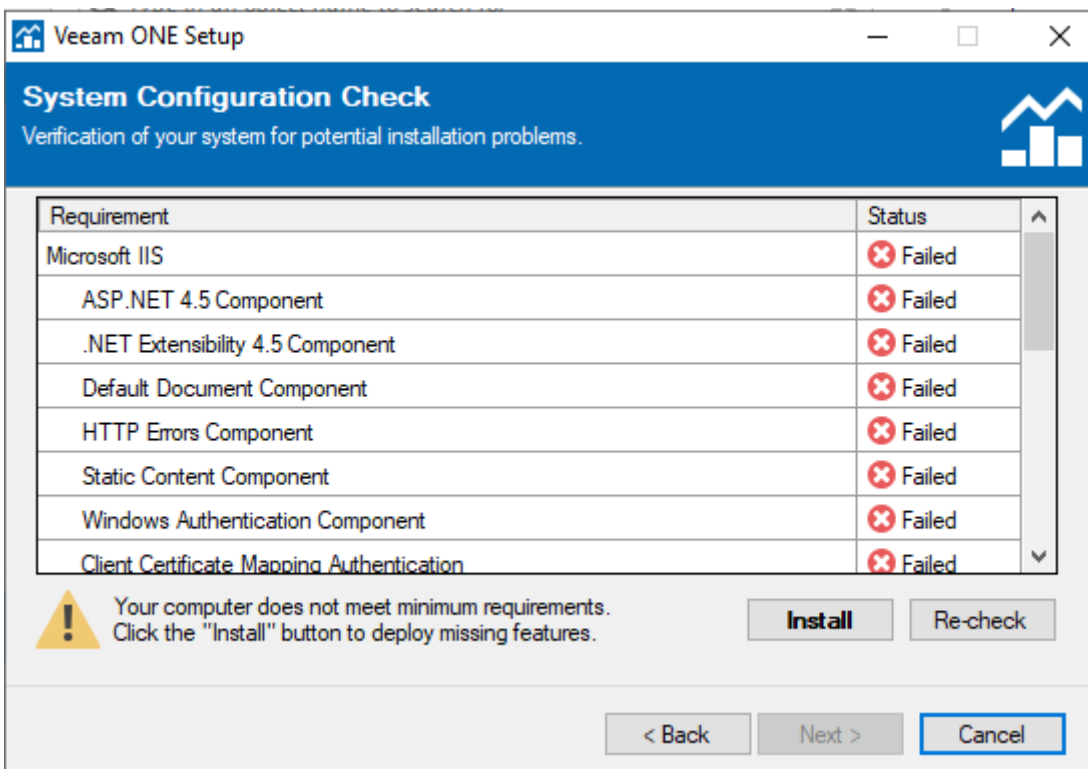 Veeam ONE Setup
System Configuration Check
Verification of your system for potential installation problems.
Requirement Status
Microsoft IIS Failed
ASP.NET 4.5 Component Failed
.NET Extensibility 4.5 Component Failed
Default Document Component Failed
HTTP Errors Component Failed
Static Content Component Failed
Windows Authentication Component Failed
Client Certificate Mapping Authentication Failed
Your computer does not meet minimum requirements.
Click the "Install" button to deploy missing features.
Install Re-check
< Back Next > Cancel